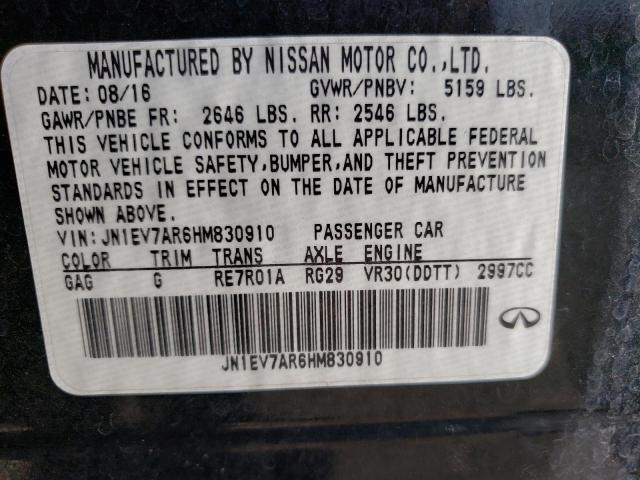 MANUFACTURED BY NISSAN MOTOR CO.,LTD.
DATE: 08/16 GVWR/PNBV: 5159 LBS.
GAWR/PNBE FR: 2646 LBS. RR: 2546 LBS.
THIS VEHICLE CONFORMS TO ALL APPLICABLE FEDERAL
MOTOR VEHICLE SAFETY,BUMPER,AND THEFT PREVENTION
STANDARDS IN EFFECT ON THE DATE OF MANUFACTURE
SHOWN ABOVE.
VIN:JN1EV7AR6HM830910 PASSENGER CAR
COLOR TRIM TRANS AXLE ENGINE
GAG G RE7R01A RG29 VR30(DDTT) 2997CC
JN1EV7AR6HM830910